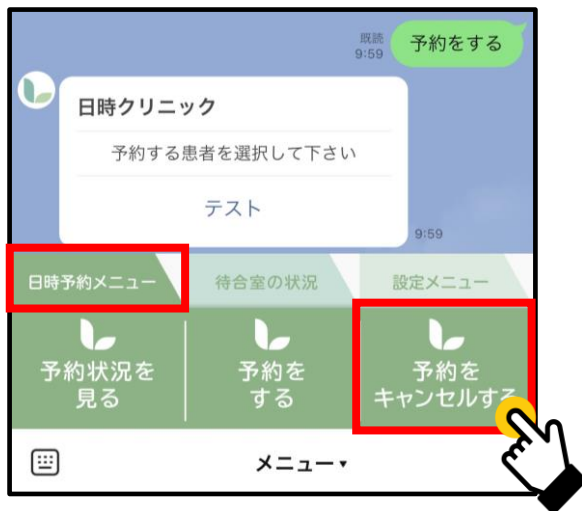 既読
9:59
予約をする
日時クリニック
予約する患者を選択して下さい
テスト
9:59
日時予約メニュー
待合室の状況
設定メニュー
予約状況を
見る
予約を
する
予約を
キャンセルする
メニュー▾